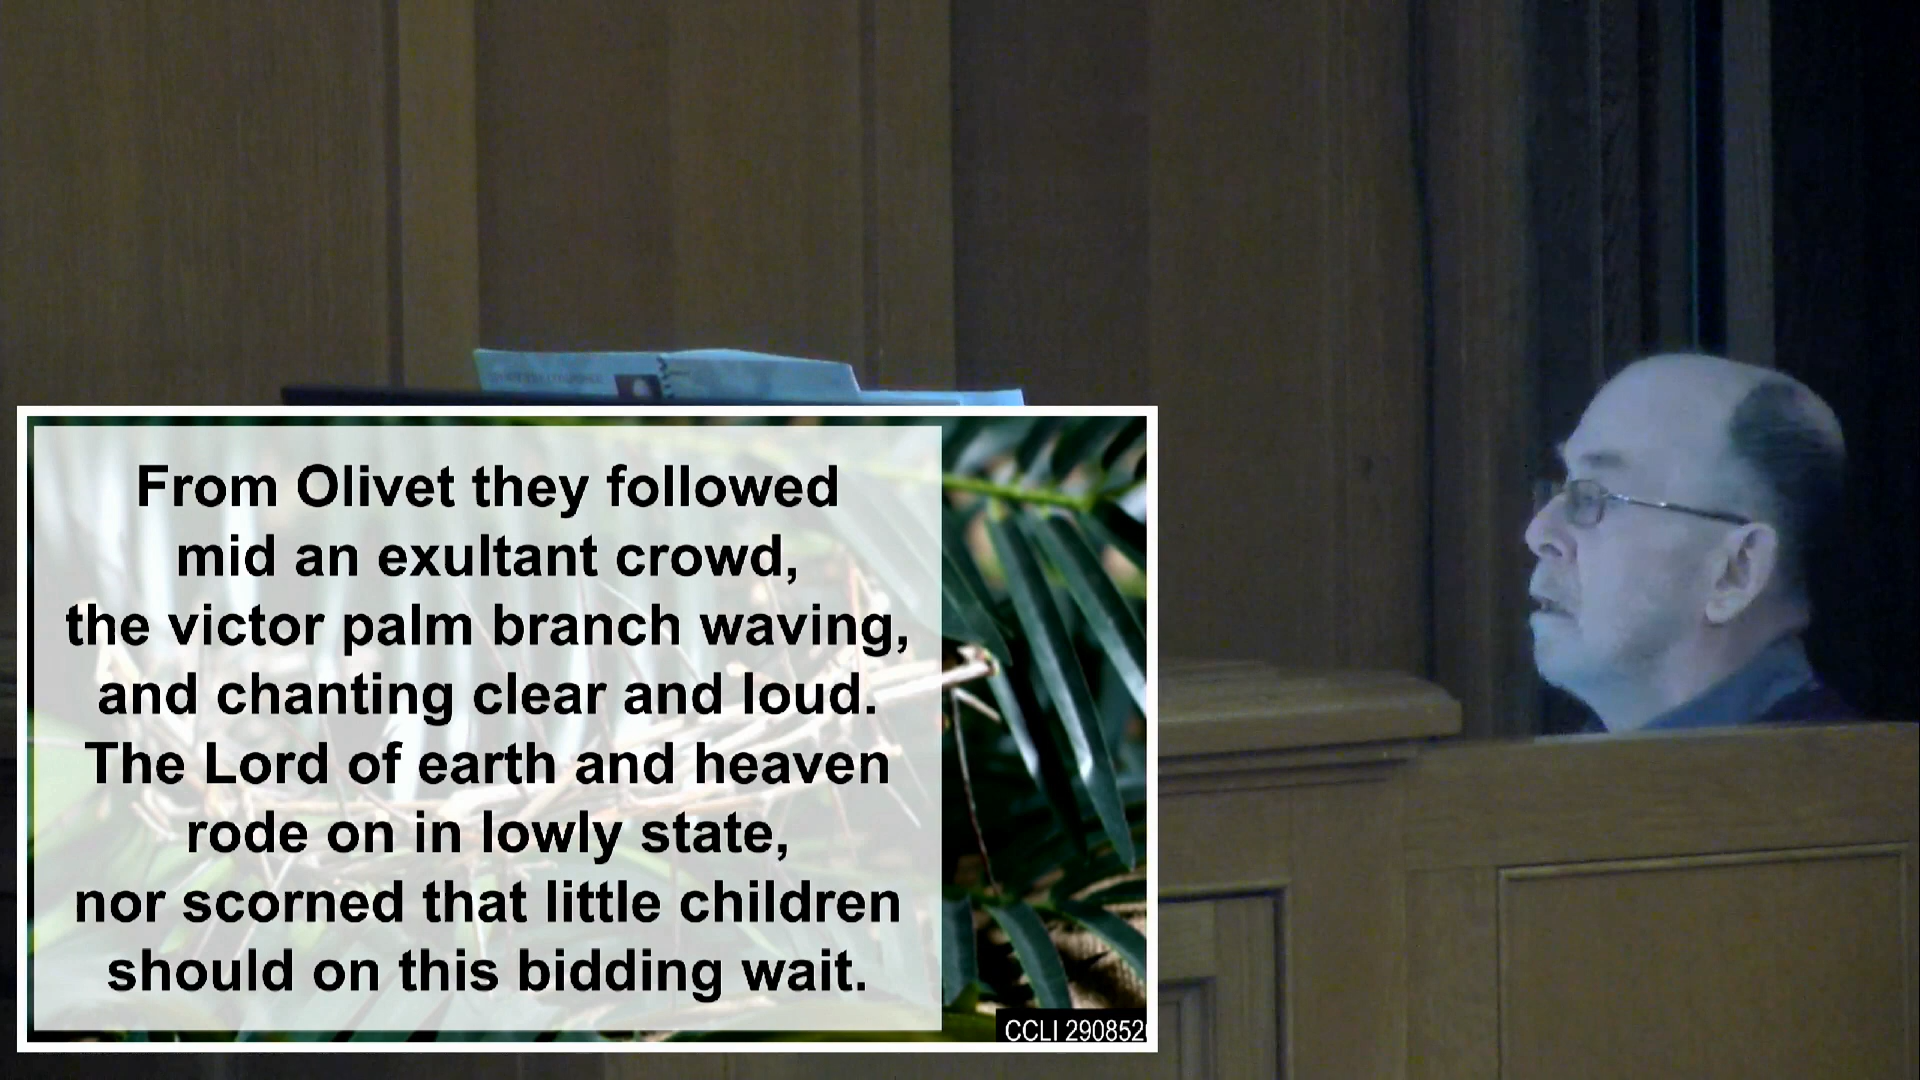 From Olivet they followed
mid an exultant crowd,
the victor palm branch waving,
and chanting clear and loud.
The Lord of earth and heaven
rode on in lowly state,
nor scorned that little children
should on this bidding wait.
CCLI 290852